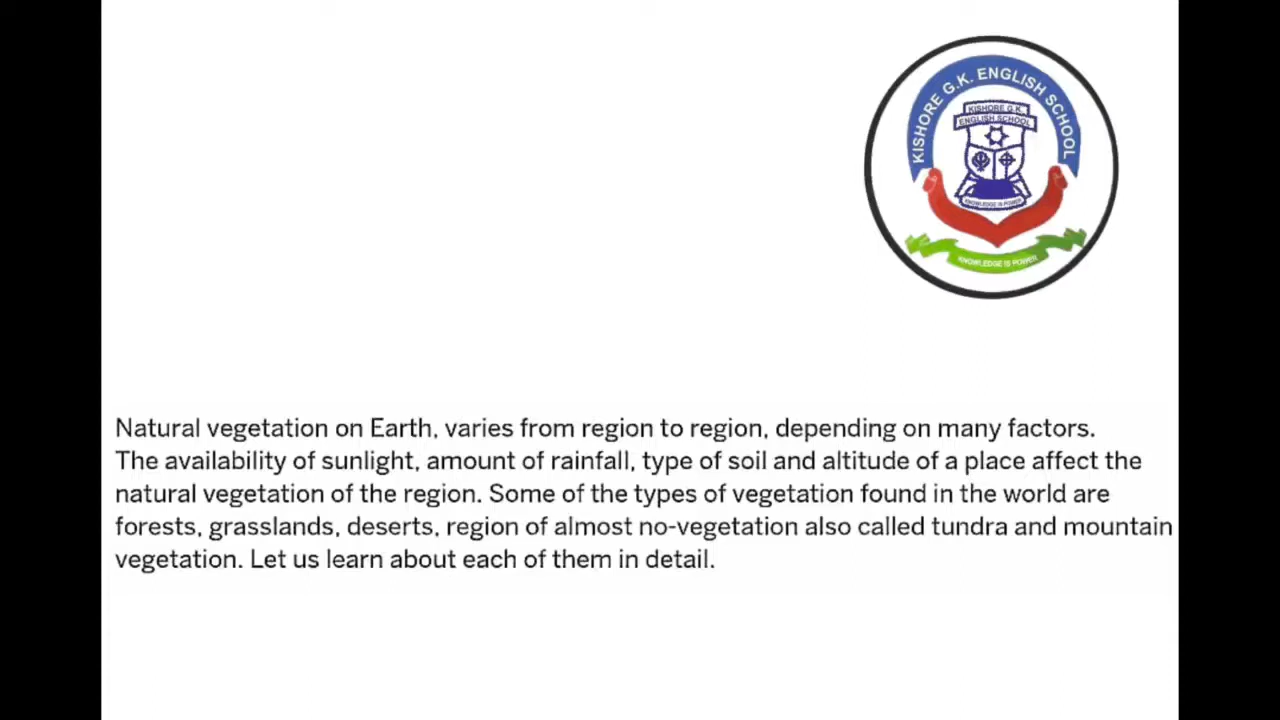 KISHORE G.K. ENGLISH SCHOOL
KISHORE G.K.
ENGLISH SCHOOL
KNOWLEDGE IS POWER
KNOWLEDGE IS POWER
Natural vegetation on Earth, varies from region to region, depending on many factors.
The availability of sunlight, amount of rainfall, type of soil and altitude of a place affect the
natural vegetation of the region. Some of the types of vegetation found in the world are
forests, grasslands, deserts, region of almost no-vegetation also called tundra and mountain
vegetation. Let us learn about each of them in detail.